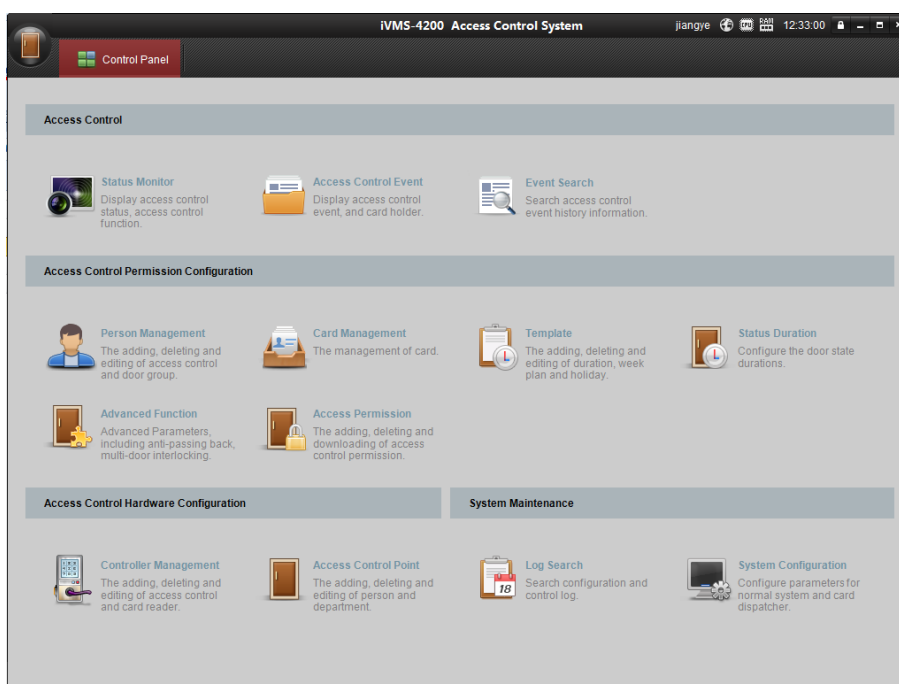 iVMS-4200 Access Control System
jiangye
CPU
RAM
12:33:00
Control Panel
Access Control
Status Monitor
Display access control
status, access control
function.
Access Control Event
Display access control
event, and card holder.
Event Search
Search access control
event history information.
Access Control Permission Configuration
Person Management
The adding, deleting and
editing of access control
and door group.
Card Management
The management of card.
Template
The adding, deleting and
editing of duration, week
plan and holiday.
Status Duration
Configure the door state
durations.
Advanced Function
Advanced Parameters,
including anti-passing back,
multi-door interlocking.
Access Permission
The adding, deleting and
downloading of access
control permission.
Access Control Hardware Configuration
System Maintenance
Controller Management
The adding, deleting and
editing of access control
and card reader.
Access Control Point
The adding, deleting and
editing of person and
department.
18
Log Search
Search configuration and
control log.
System Configuration
Configure parameters for
normal system and card
dispatcher.